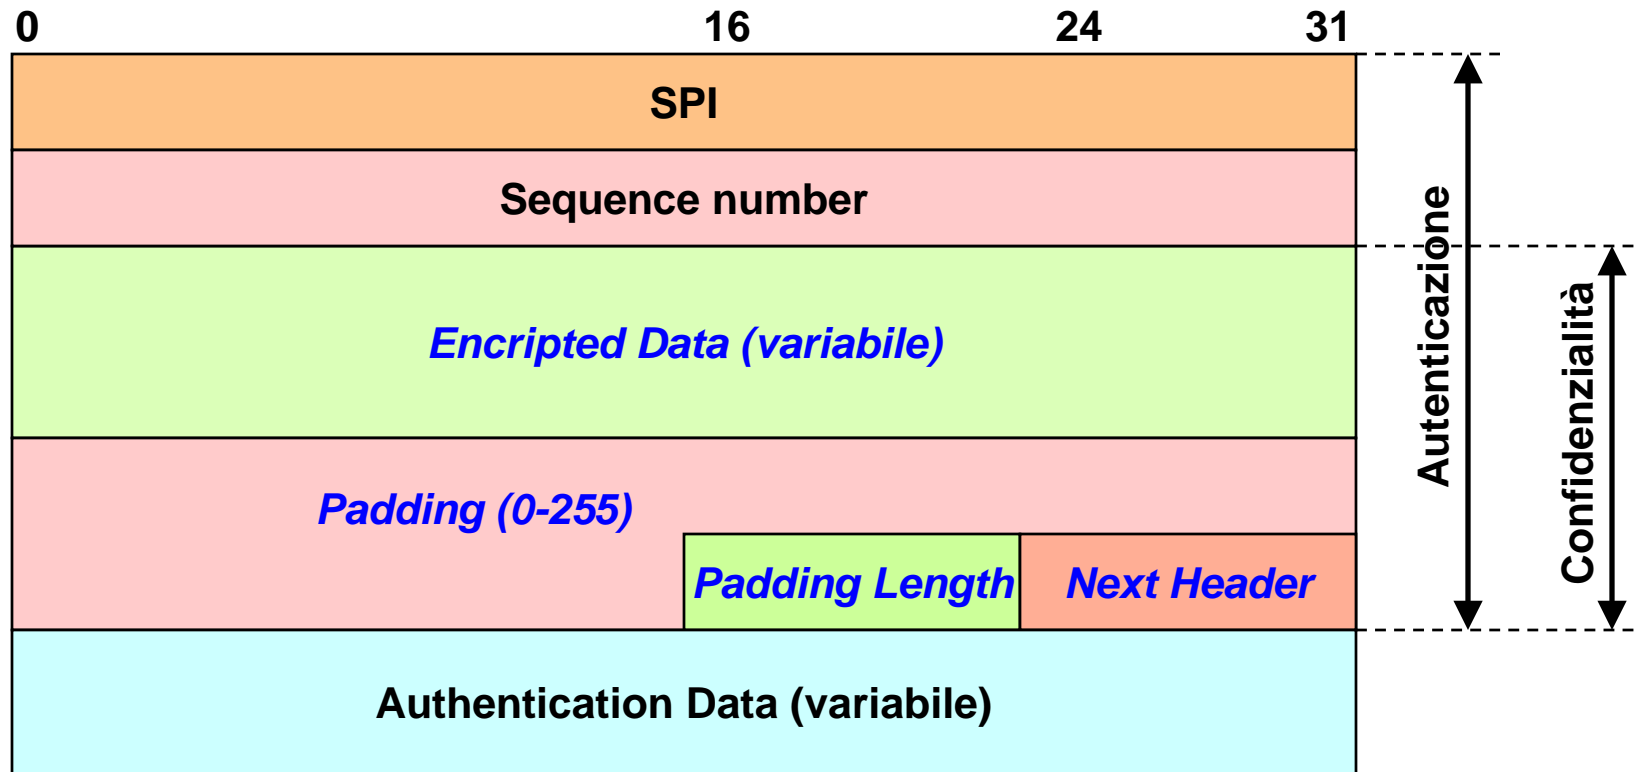 0 16 24 31
SPI
Sequence number
Encripted Data (variabile)
Padding (0-255)
Padding Length
Next Header
Authentication Data (variabile)
Autenticazione
Confidenzialità